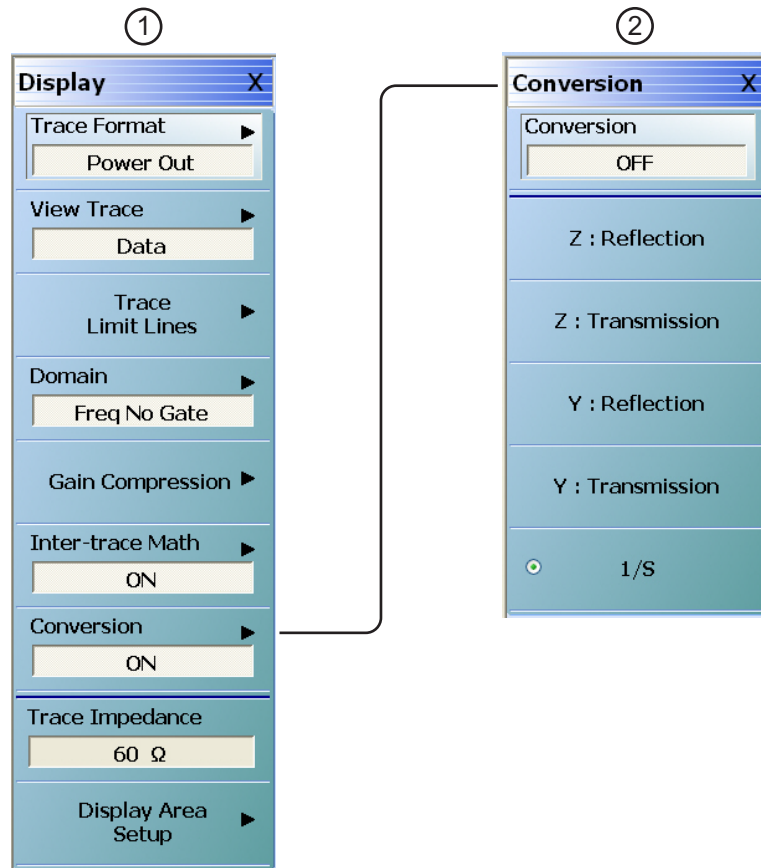 1
Display X
Trace Format
Power Out
View Trace
Data
Trace
Limit Lines
Domain
Freq No Gate
Gain Compression
Inter-trace Math
ON
Conversion
ON
Trace Impedance
60 Ω
Display Area
Setup
2
Conversion X
Conversion
OFF
Z : Reflection
Z : Transmission
Y : Reflection
Y : Transmission
1/S